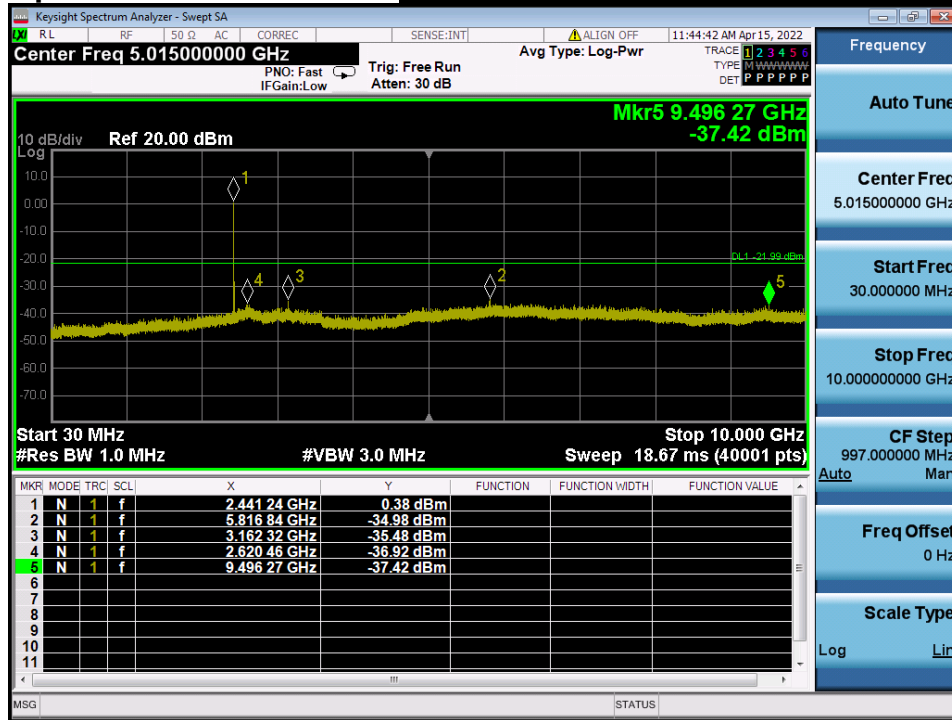 Keysight Spectrum Analyzer - Swept SA
LXI RL RF 50 Ω AC CORREC SENSE:INT ALIGN OFF 11:44:42 AM Apr 15, 2022
Center Freq 5.015000000 GHz
PNO: Fast
IFGain:Low
Trig: Free Run
Atten: 30 dB
Avg Type: Log-Pwr
TRACE 1 2 3 4 5 6
TYPE M W W W W W
DET P P P P P P
Mkr5 9.496 27 GHz
-37.42 dBm
10 dB/div Ref 20.00 dBm
Log
10.0
0.00
-10.0
-20.0
-30.0
-40.0
-50.0
-60.0
-70.0
1
4
3
2
5
DL1 -21.99 dBm
Start 30 MHz Stop 10.000 GHz
#Res BW 1.0 MHz #VBW 3.0 MHz Sweep 18.67 ms (40001 pts)
MKR MODE TRC SCL X Y FUNCTION FUNCTION WIDTH FUNCTION VALUE
1 N 1 f 2.441 24 GHz 0.38 dBm
2 N 1 f 5.816 84 GHz -34.98 dBm
3 N 1 f 3.162 32 GHz -35.48 dBm
4 N 1 f 2.620 46 GHz -36.92 dBm
5 N 1 f 9.496 27 GHz -37.42 dBm
6
7
8
9
10
11
MSG STATUS
Frequency
Auto Tune
Center Freq
5.015000000 GHz
Start Freq
30.000000 MHz
Stop Freq
10.000000000 GHz
CF Step
997.000000 MHz
Auto Man
Freq Offset
0 Hz
Scale Type
Log Lin